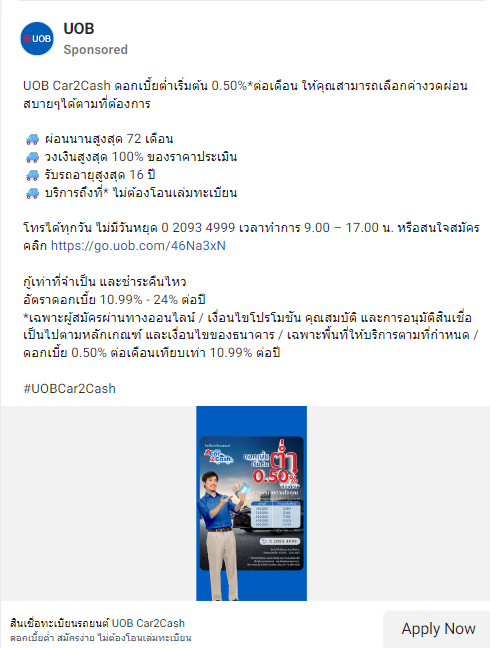 UOB
UOB
Sponsored
UOB Car2Cash ดอกเบี้ยต่ำเริ่มต้น 0.50%*ต่อเดือน ให้คุณสามารถเลือกค่างวดผ่อน
สบายๆได้ตามที่ต้องการ
🚙 ผ่อนนานสูงสุด 72 เดือน
🚙 วงเงินสูงสุด 100% ของราคาประเมิน
🚙 รับรถอายุสูงสุด 16 ปี
🚙 บริการถึงที่* ไม่ต้องโอนเล่มทะเบียน
โทรได้ทุกวัน ไม่มีวันหยุด 0 2093 4999 เวลาทำการ 9.00 – 17.00 น. หรือสนใจสมัคร
คลิก https://go.uob.com/46Na3xN
กู้เท่าที่จำเป็น และชำระคืนไหว
อัตราดอกเบี้ย 10.99% - 24% ต่อปี
*เฉพาะผู้สมัครผ่านทางออนไลน์ / เงื่อนไขโปรโมชัน คุณสมบัติ และการอนุมัติสินเชื่อ
เป็นไปตามหลักเกณฑ์ และเงื่อนไขของธนาคาร / เฉพาะพื้นที่ให้บริการตามที่กำหนด /
ดอกเบี้ย 0.50% ต่อเดือนเทียบเท่า 10.99% ต่อปี
#UOBCar2Cash
Car
2Cash
ดอกเบี้ย
เริ่มต้น
ต่ำ
0.50%
0 2093 4999
สินเชื่อทะเบียนรถยนต์ UOB Car2Cash
ดอกเบี้ยต่ำ สมัครง่าย ไม่ต้องโอนเล่มทะเบียน
Apply Now